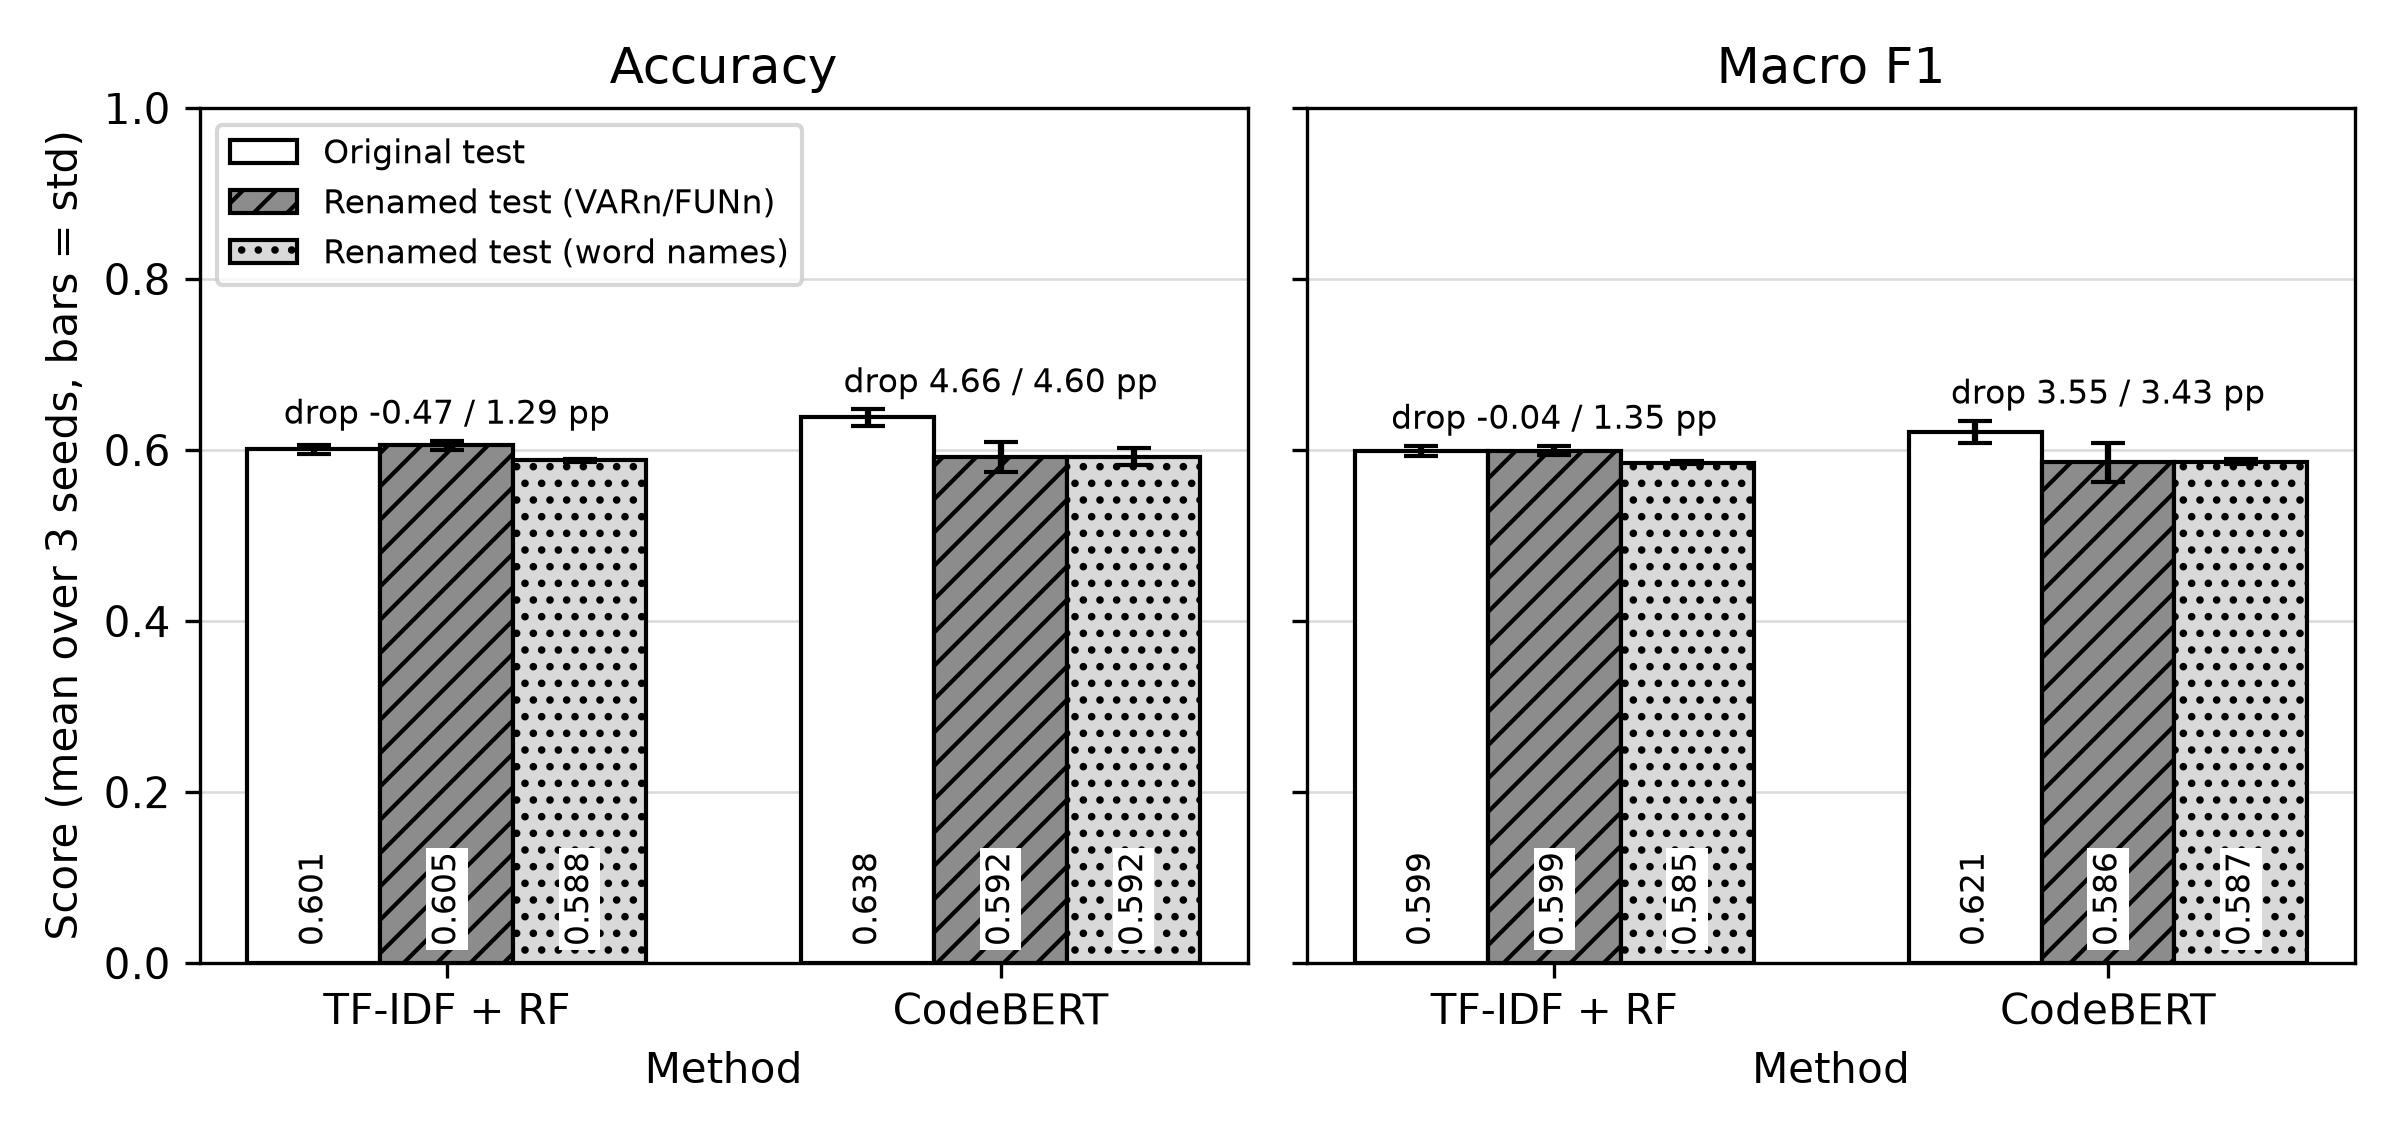 Accuracy
Macro F1
Score (mean over 3 seeds, bars = std)
1.0
0.8
0.6
0.4
0.2
0.0
Original test
Renamed test (VARn/FUNn)
Renamed test (word names)
drop -0.47 / 1.29 pp
drop 4.66 / 4.60 pp
0.601
0.605
0.588
0.638
0.592
0.592
TF-IDF + RF
CodeBERT
Method
drop -0.04 / 1.35 pp
drop 3.55 / 3.43 pp
0.599
0.599
0.585
0.621
0.586
0.587
TF-IDF + RF
CodeBERT
Method